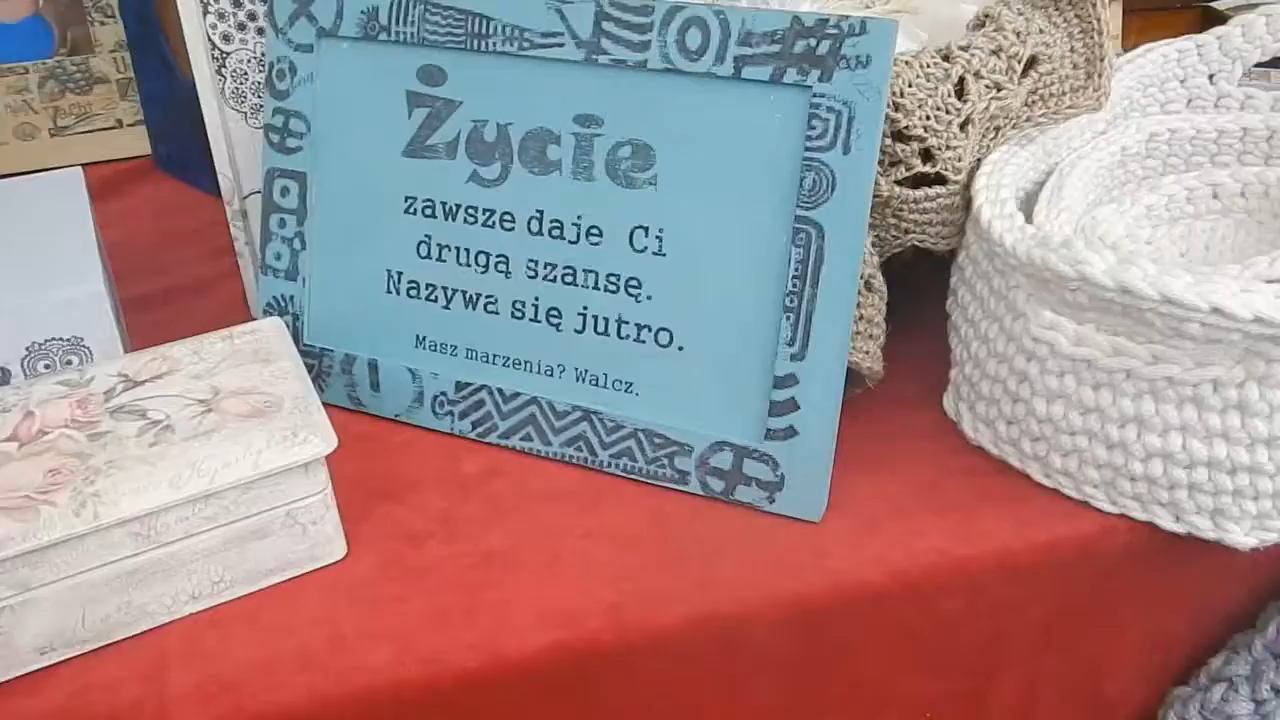 Życie
zawsze daje Ci
drugą szansę.
Nazywa się jutro.
Masz marzenia? Walcz.